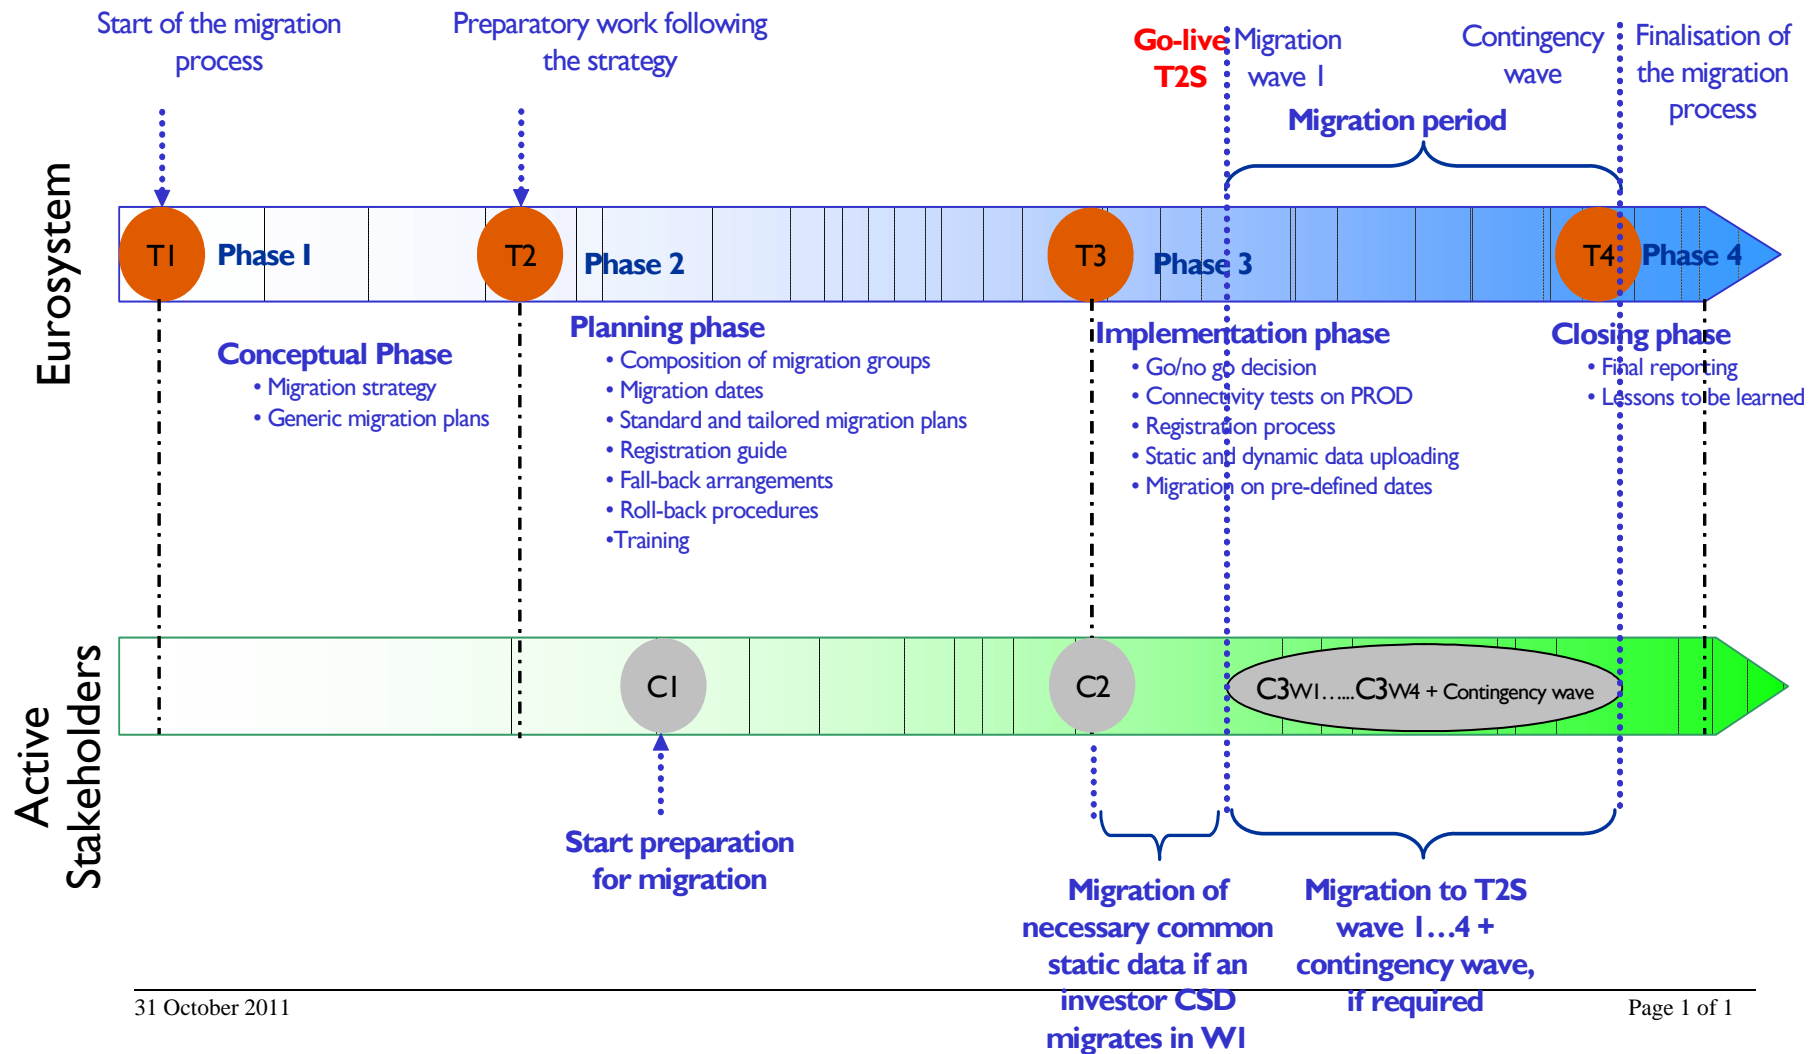 Start of the migration
process
Preparatory work following
the strategy
Go-live
T2S
Migration
wave 1
Contingency
wave
Finalisation of
the migration
process
Migration period
Eurosystem
T1
Phase 1
T2
Phase 2
T3
Phase 3
T4
Phase 4
Conceptual Phase
• Migration strategy
• Generic migration plans
Planning phase
• Composition of migration groups
• Migration dates
• Standard and tailored migration plans
• Registration guide
• Fall-back arrangements
• Roll-back procedures
•Training
Implementation phase
• Go/no go decision
• Connectivity tests on PROD
• Registration process
• Static and dynamic data uploading
• Migration on pre-defined dates
Closing phase
• Final reporting
• Lessons to be learned
Active
Stakeholders
C1
C2
C3W1…...C3W4 + Contingency wave
Start preparation
for migration
Migration of
necessary common
static data if an
investor CSD
migrates in W1
Migration to T2S
wave 1…4 +
contingency wave,
if required
31 October 2011
Page 1 of 1